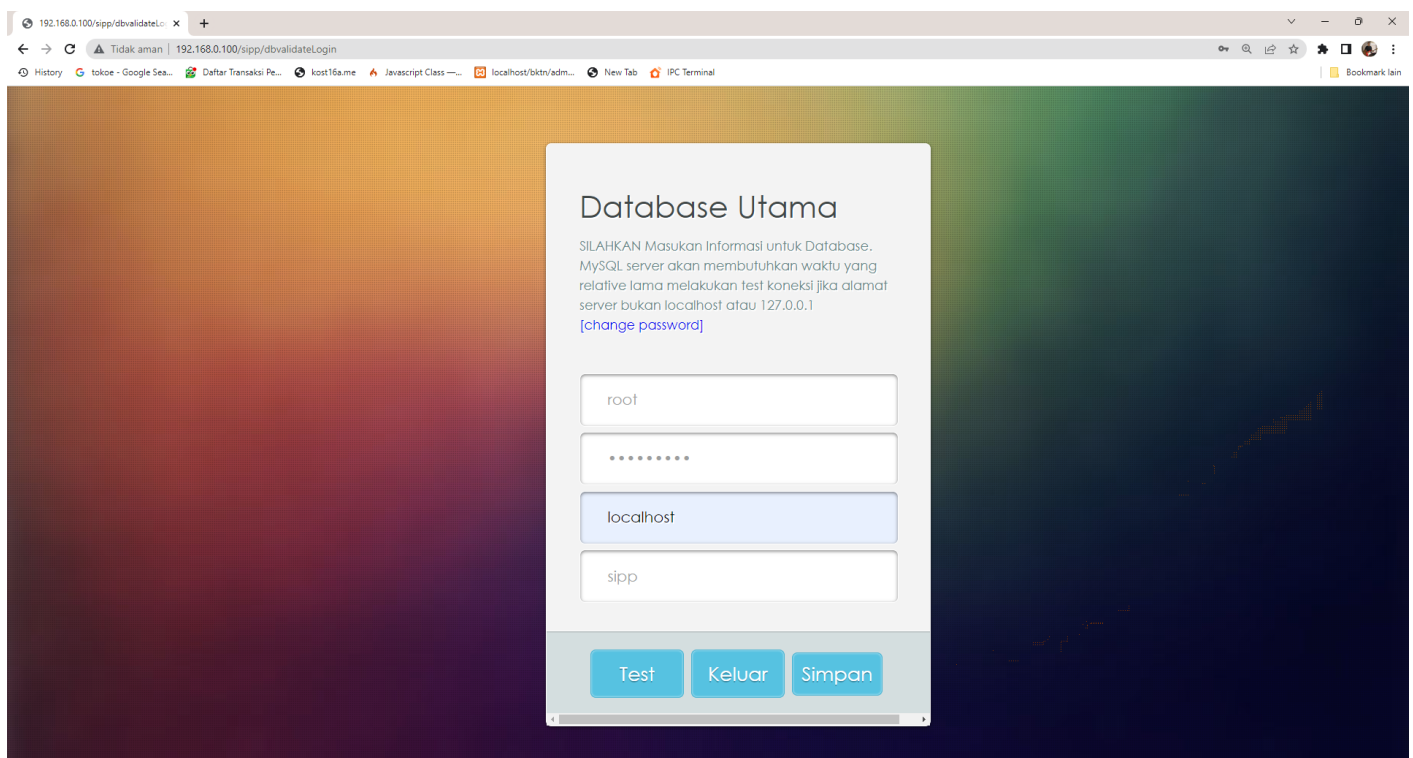 192.168.0.100/sipp/dbvalidateLo
Tidak aman | 192.168.0.100/sipp/dbvalidateLogin
History tokoe - Google Sea... Daftar Transaksi Pe... kost16a.me Javascript Class —... localhost/bktn/adm... New Tab IPC Terminal Bookmark lain
Database Utama
SILAHKAN Masukan Informasi untuk Database.
MySQL server akan membutuhkan waktu yang
relative lama melakukan test koneksi jika alamat
server bukan localhost atau 127.0.0.1
[change password]
root
localhost
sipp
Test Keluar Simpan